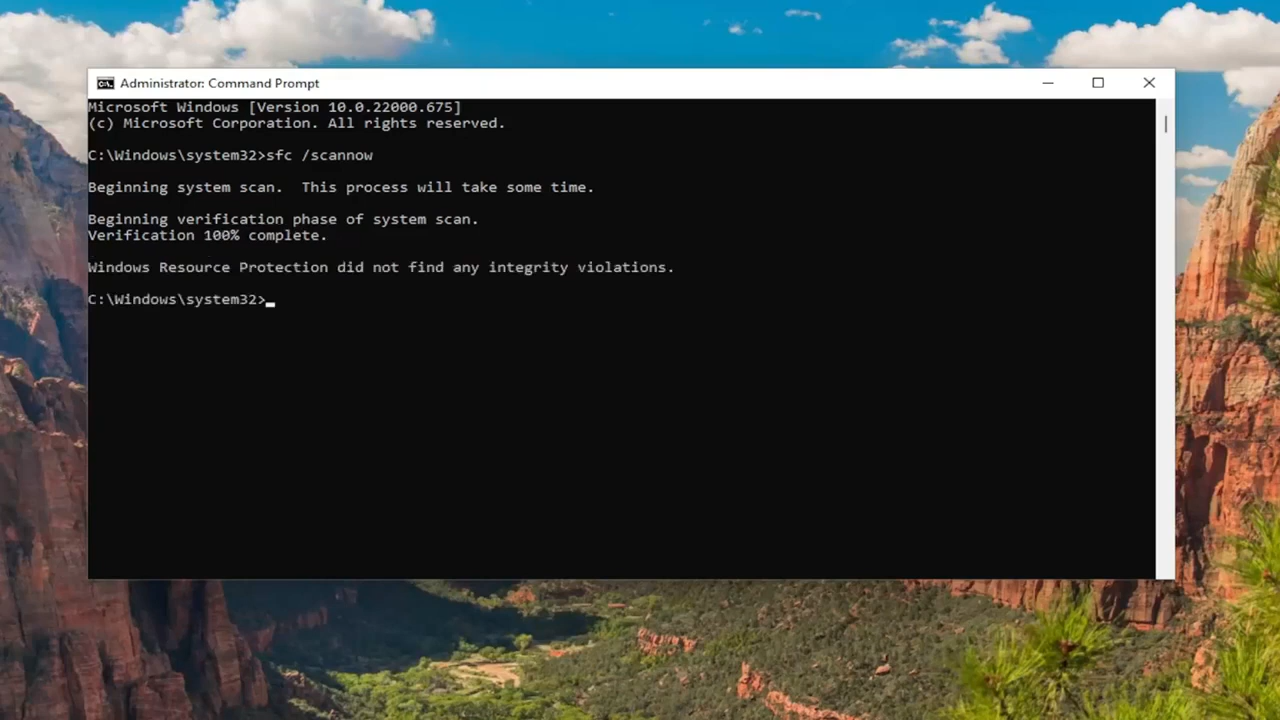 Administrator: Command Prompt
Microsoft Windows [Version 10.0.22000.675]
(c) Microsoft Corporation. All rights reserved.
C:\Windows\system32>sfc /scannow
Beginning system scan.  This process will take some time.
Beginning verification phase of system scan.
Verification 100% complete.
Windows Resource Protection did not find any integrity violations.
C:\Windows\system32>